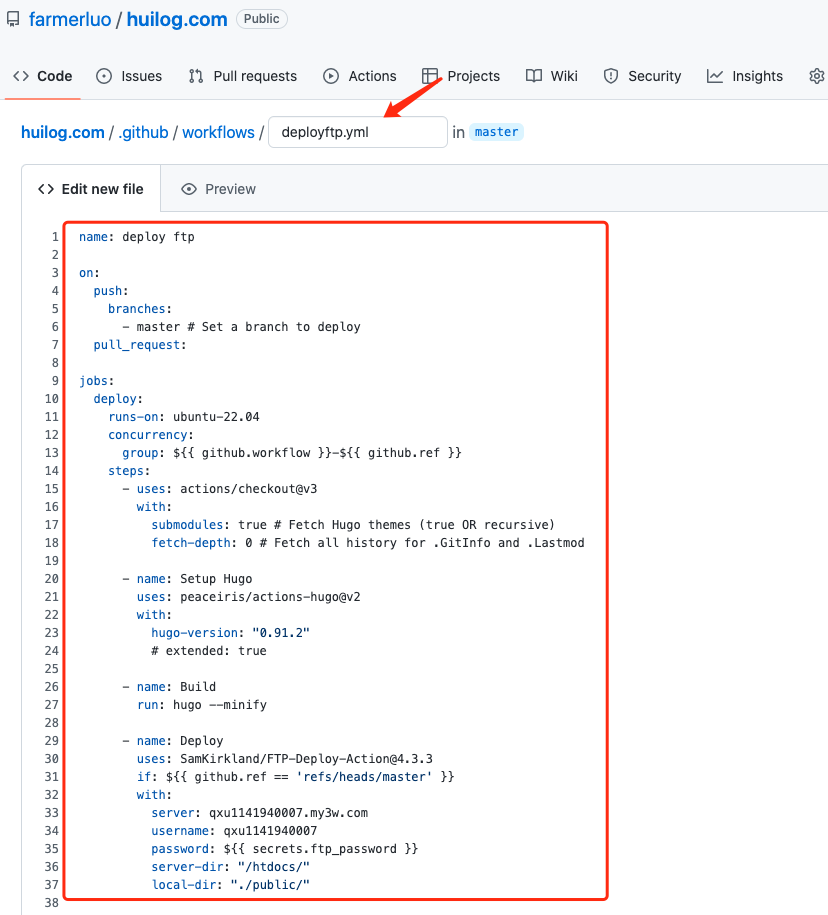 farmerluo / huilog.com Public
Code Issues Pull requests Actions Projects Wiki Security Insights
huilog.com / .github / workflows / deployftp.yml in master
Edit new file Preview
1 name: deploy ftp
2
3 on:
4   push:
5     branches:
6       - master # Set a branch to deploy
7   pull_request:
8
9 jobs:
10   deploy:
11     runs-on: ubuntu-22.04
12     concurrency:
13       group: ${{ github.workflow }}-${{ github.ref }}
14     steps:
15       - uses: actions/checkout@v3
16         with:
17           submodules: true # Fetch Hugo themes (true OR recursive)
18           fetch-depth: 0 # Fetch all history for .GitInfo and .Lastmod
19
20       - name: Setup Hugo
21         uses: peaceiris/actions-hugo@v2
22         with:
23           hugo-version: "0.91.2"
24           # extended: true
25
26       - name: Build
27         run: hugo --minify
28
29       - name: Deploy
30         uses: SamKirkland/FTP-Deploy-Action@4.3.3
31         if: ${{ github.ref == 'refs/heads/master' }}
32         with:
33           server: qxu1141940007.my3w.com
34           username: qxu1141940007
35           password: ${{ secrets.ftp_password }}
36           server-dir: "/htdocs/"
37           local-dir: "./public/"
38